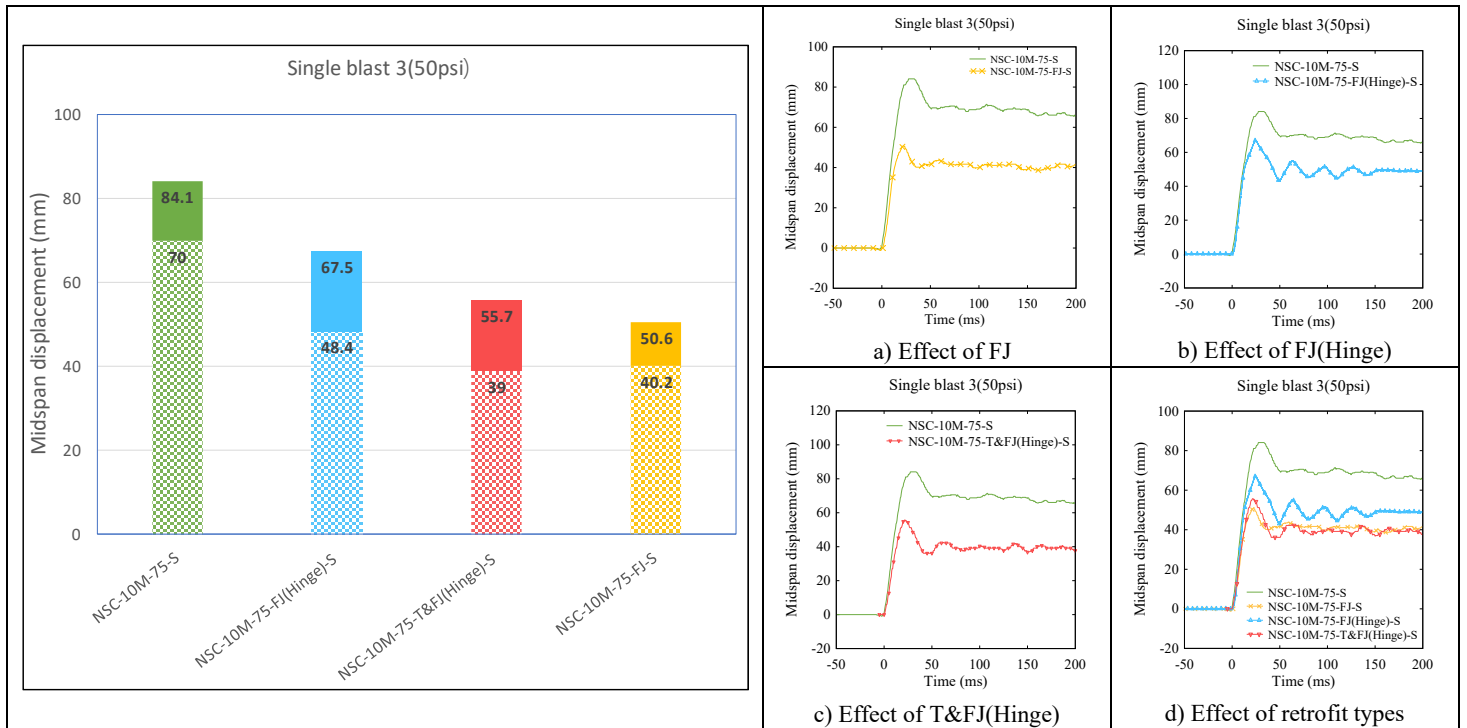 Single blast 3(50psi)
Midspan displacement (mm)
100
80
60
40
20
0
84.1
70
67.5
48.4
55.7
39
50.6
40.2
NSC-10M-75-S
NSC-10M-75-FJ(Hinge)-S
NSC-10M-75-T&FJ(Hinge)-S
NSC-10M-75-FJ-S
Single blast 3(50psi)
Midspan displacement (mm)
100
80
60
40
20
0
-20
NSC-10M-75-S
NSC-10M-75-FJ-S
-50
0
50
100
150
200
Time (ms)
a) Effect of FJ
Single blast 3(50psi)
Midspan displacement (mm)
120
100
80
60
40
20
0
-20
NSC-10M-75-S
NSC-10M-75-FJ(Hinge)-S
-50
0
50
100
150
200
Time (ms)
b) Effect of FJ(Hinge)
Single blast 3(50psi)
Midspan displacement (mm)
120
100
80
60
40
20
0
-20
NSC-10M-75-S
NSC-10M-75-T&FJ(Hinge)-S
-50
0
50
100
150
200
Time (ms)
c) Effect of T&FJ(Hinge)
Single blast 3(50psi)
Midspan displacement (mm)
100
80
60
40
20
0
-20
NSC-10M-75-S
NSC-10M-75-FJ-S
NSC-10M-75-FJ(Hinge)-S
NSC-10M-75-T&FJ(Hinge)-S
-50
0
50
100
150
200
Time (ms)
d) Effect of retrofit types